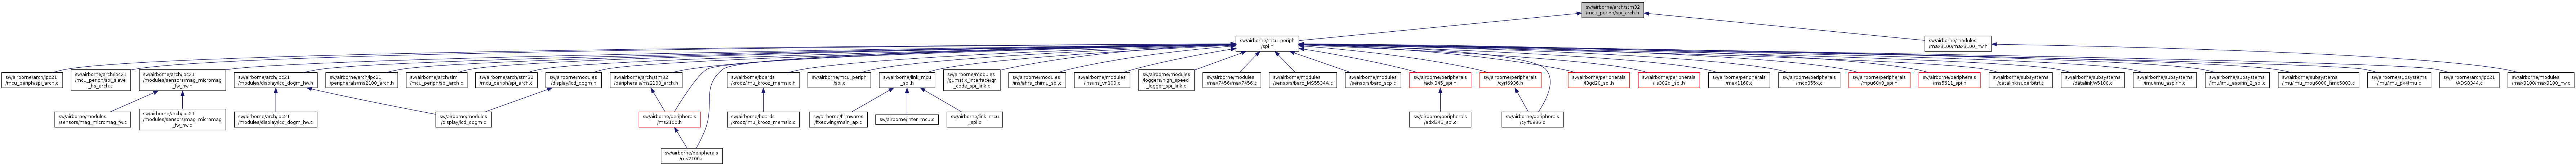 sw/airborne/arch/stm32
/mcu_periph/spi_arch.h
sw/airborne/mcu_periph
/spi.h
sw/airborne/modules
/max3100/max3100_hw.h
sw/airborne/arch/lpc21
/mcu_periph/spi_arch.c
sw/airborne/arch/lpc21
/mcu_periph/spi_slave
_hs_arch.c
sw/airborne/arch/lpc21
/modules/sensors/mag_micromag
_fw_hw.h
sw/airborne/arch/lpc21
/modules/display/lcd_dogm_hw.h
sw/airborne/arch/lpc21
/peripherals/ms2100_arch.c
sw/airborne/arch/sim
/mcu_periph/spi_arch.c
sw/airborne/arch/stm32
/mcu_periph/spi_arch.c
sw/airborne/modules
/display/lcd_dogm.h
sw/airborne/arch/stm32
/peripherals/ms2100_arch.h
sw/airborne/boards
/krooz/imu_krooz_memsic.h
sw/airborne/mcu_periph
/spi.c
sw/airborne/link_mcu
_spi.h
sw/airborne/modules
/gumstix_interface/qr
_code_spi_link.c
sw/airborne/modules
/ins/ahrs_chimu_spi.c
sw/airborne/modules
/ins/ins_vn100.c
sw/airborne/modules
/loggers/high_speed
_logger_spi_link.c
sw/airborne/modules
/max7456/max7456.c
sw/airborne/modules
/sensors/baro_MS5534A.c
sw/airborne/modules
/sensors/baro_scp.c
sw/airborne/peripherals
/adxl345_spi.h
sw/airborne/peripherals
/cyrf6936.h
sw/airborne/peripherals
/l3gd20_spi.h
sw/airborne/peripherals
/lis302dl_spi.h
sw/airborne/peripherals
/max1168.c
sw/airborne/peripherals
/mcp355x.c
sw/airborne/peripherals
/mpu60x0_spi.h
sw/airborne/peripherals
/ms5611_spi.h
sw/airborne/subsystems
/datalink/superbitrf.c
sw/airborne/subsystems
/datalink/w5100.c
sw/airborne/subsystems
/imu/imu_aspirin.c
sw/airborne/subsystems
/imu/imu_aspirin_2_spi.c
sw/airborne/subsystems
/imu/imu_mpu6000_hmc5883.c
sw/airborne/subsystems
/imu/imu_px4fmu.c
sw/airborne/arch/lpc21
/ADS8344.c
sw/airborne/modules
/max3100/max3100_hw.c
sw/airborne/modules
/sensors/mag_micromag_fw.c
sw/airborne/arch/lpc21
/modules/sensors/mag_micromag
_fw_hw.c
sw/airborne/arch/lpc21
/modules/display/lcd_dogm_hw.c
sw/airborne/modules
/display/lcd_dogm.c
sw/airborne/peripherals
/ms2100.h
sw/airborne/boards
/krooz/imu_krooz_memsic.c
sw/airborne/firmwares
/fixedwing/main_ap.c
sw/airborne/inter_mcu.c
sw/airborne/link_mcu
_spi.c
sw/airborne/peripherals
/adxl345_spi.c
sw/airborne/peripherals
/cyrf6936.c
sw/airborne/peripherals
/ms2100.c